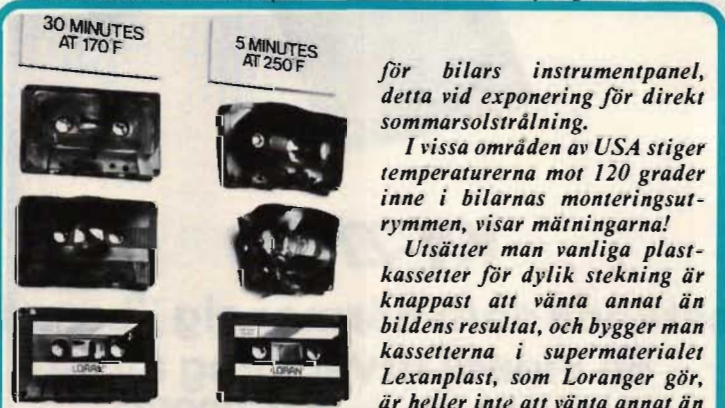 30 MINUTES
AT 170 F
5 MINUTES
AT 250 F
för bilars instrumentpanel,
detta vid exponering för direkt
sommarsolstrålning.
I vissa områden av USA stiger
temperaturerna mot 120 grader
inne i bilarnas monteringsut-
rymmen, visar mätningarna!
Utsätter man vanliga plast-
kassetter för dylik stekning är
knappast att vänta annat än
bildens resultat, och bygger man
kassetterna i supermaterialet
Lexanplast, som Loranger gör,
är heller inte att vänta annat än
LORAN
LORAN